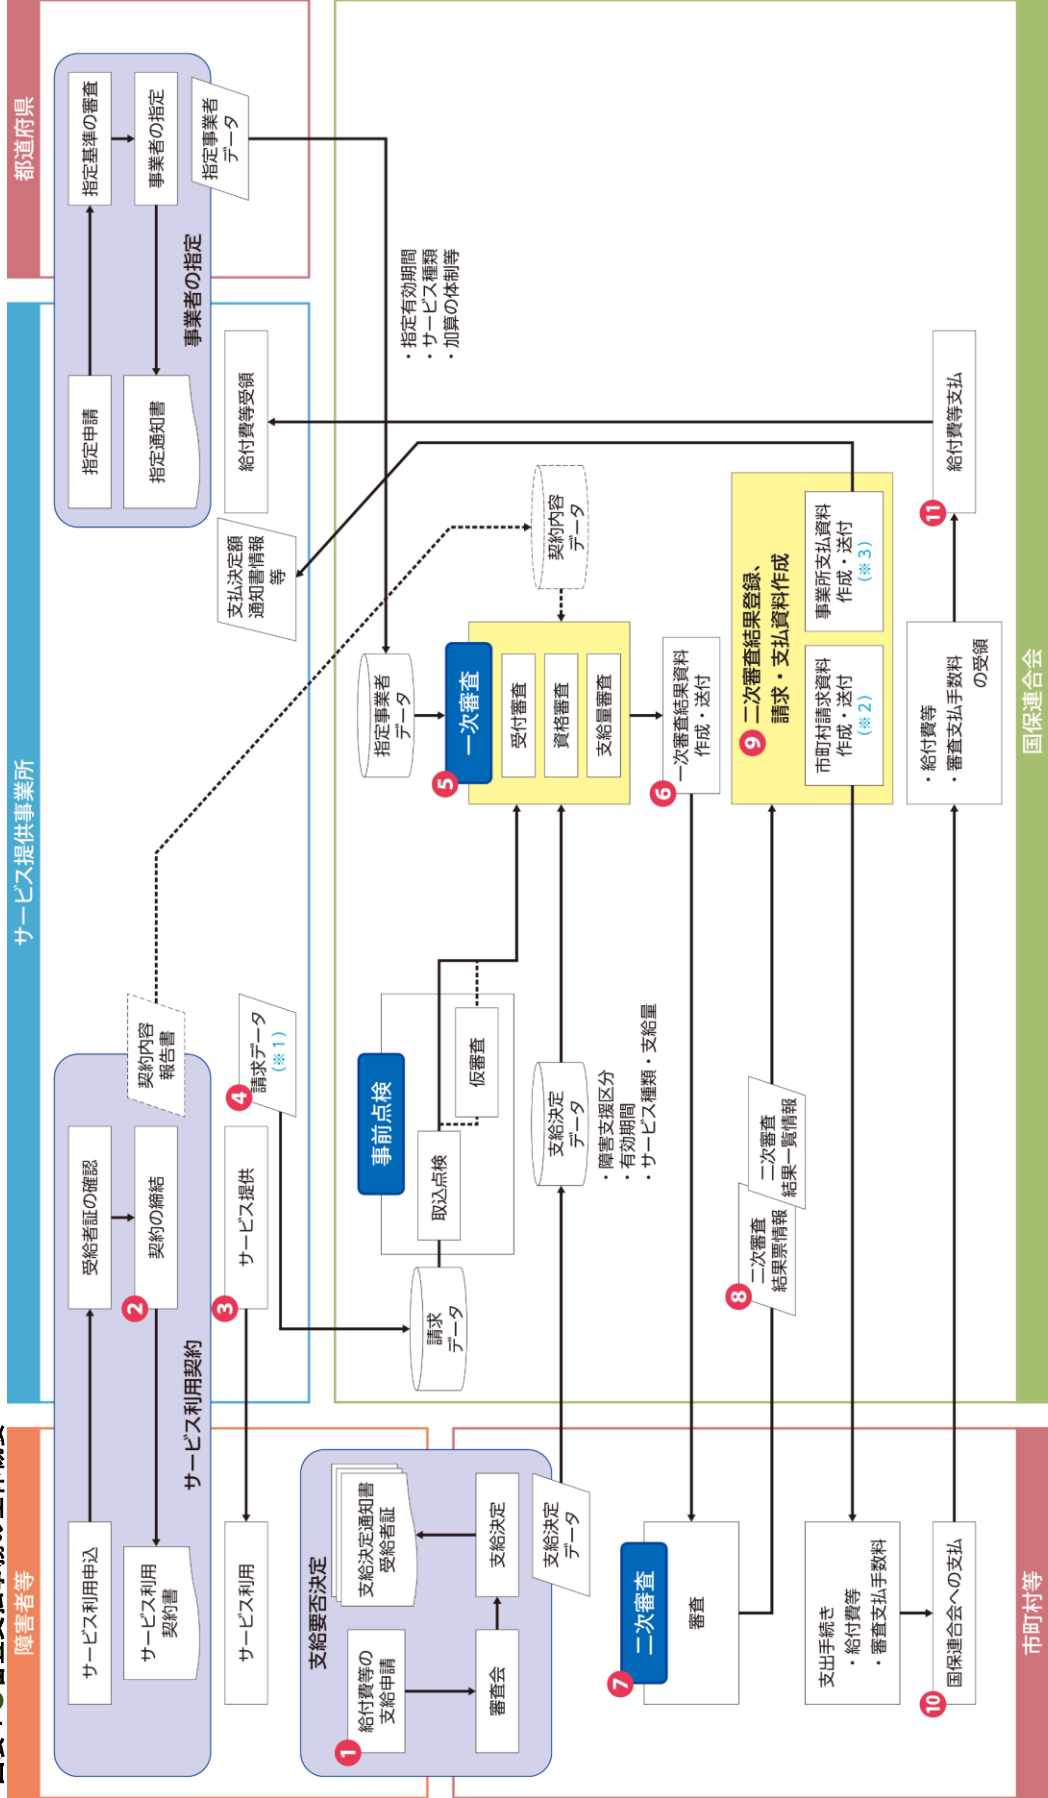 障害者等
サービス提供事業所
都道府県
サービス利用申込
受給者証の確認
指定申請
指定基準の審査
サービス利用
契約書
2
契約の締結
契約内容
報告書
指定通知書
事業者の指定
サービス利用契約
事業者の指定
指定事業者
データ
サービス利用
3
サービス提供
4
請求データ
(※1)
支払決定額
通知書情報
等
給付費等受領
支給要否決定
1
給付費等の
支給申請
支給決定通知書
受給者証
審査会
支給決定
支給決定
データ
請求
データ
事前点検
取込点検
仮審査
支給決定
データ
・障害支援区分
・有効期間
・サービス種類・支給量
指定事業者
データ
・指定有効期間
・サービス種類
・加算の体制等
5
一次審査
受付審査
資格審査
支給量審査
契約内容
データ
6
一次審査結果資料
作成・送付
7
二次審査
審査
8
二次審査
結果票情報
二次審査
結果一覧情報
9
二次審査結果登録、
請求・支払資料作成
市町村請求資料
作成・送付
(※2)
事業所支払資料
作成・送付
(※3)
支出手続き
・給付費等
・審査支払手数料
10
国保連合会への支払
・給付費等
・審査支払手数料
の受領
11
給付費等支払
市町村等
国保連合会